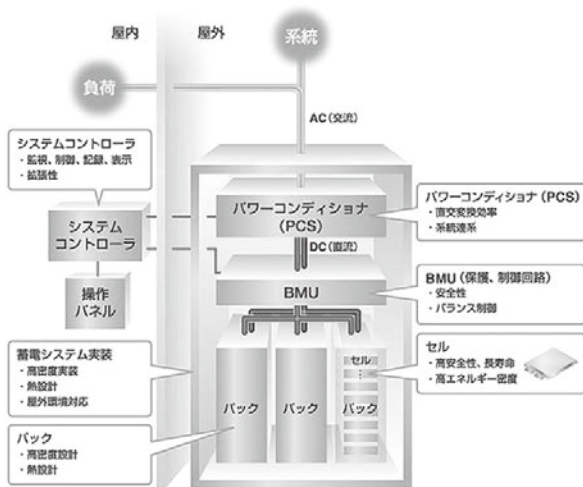 屋内
屋外
系統
負荷
AC(交流)
システムコントローラ
・監視、制御、記録、表示
・拡張性
パワーコンディショナ
(PCS)
パワーコンディショナ(PCS)
・直交変換効率
・系統連系
システム
コントローラ
DC(直流)
操作
パネル
BMU
BMU(保護、制御回路)
・安全性
・バランス制御
蓄電システム実装
・高密度実装
・熱設計
・屋外環境対応
セル
セル
・高安全性、長寿命
・高エネルギー密度
パック
パック
パック
パック
・高密度設計
・熱設計